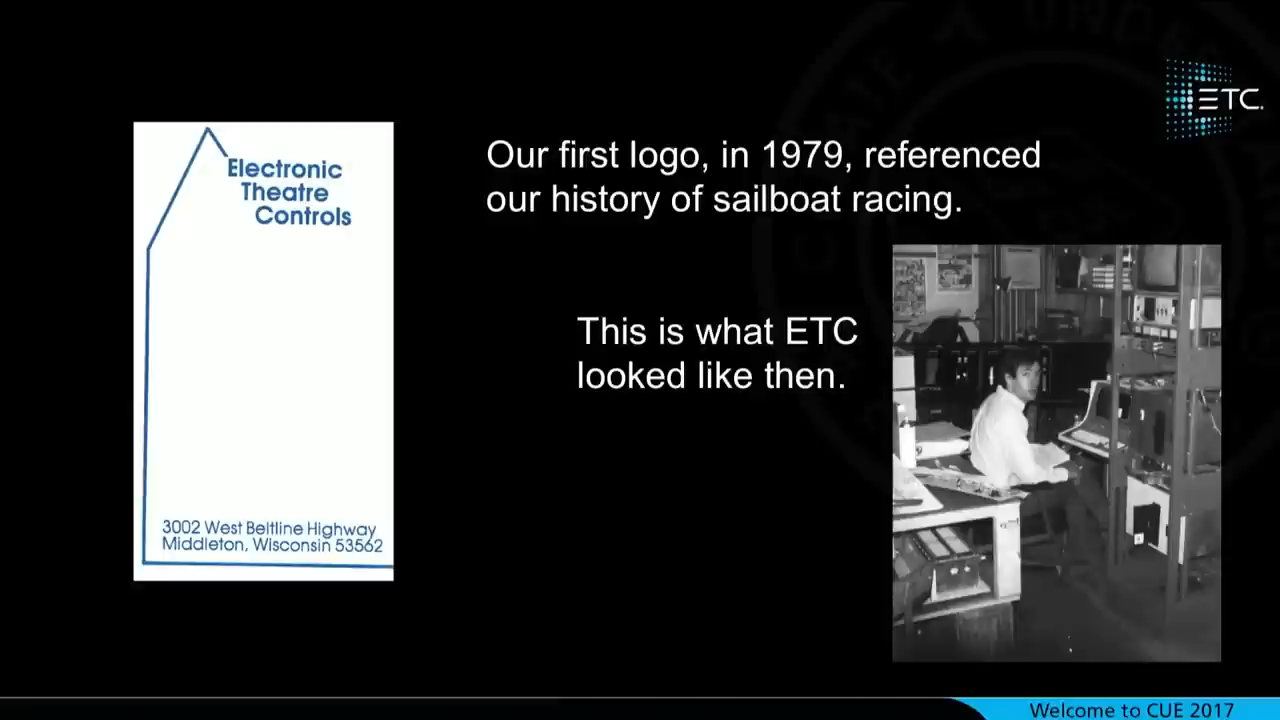 ETC
Electronic
Theatre
Controls
Our first logo, in 1979, referenced
our history of sailboat racing.
This is what ETC
looked like then.
3002 West Beltline Highway
Middleton, Wisconsin 53562
Welcome to CUE 2017